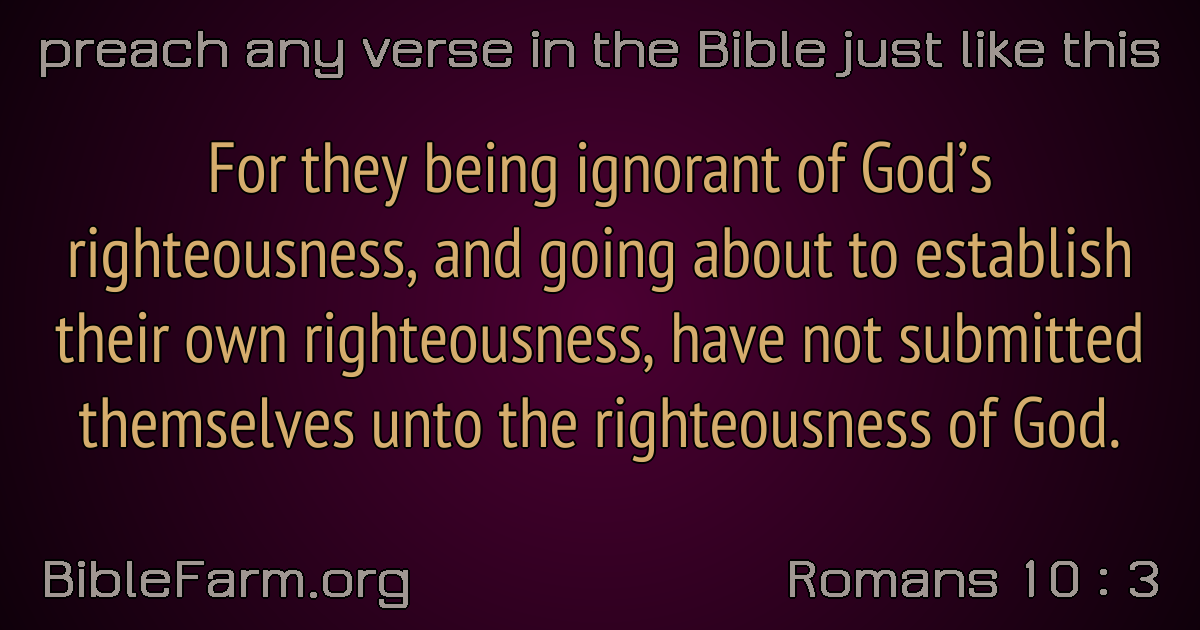 preach any verse in the Bible just like this
For they being ignorant of God’s
righteousness, and going about to establish
their own righteousness, have not submitted
themselves unto the righteousness of God.
BibleFarm.org
Romans 10 : 3